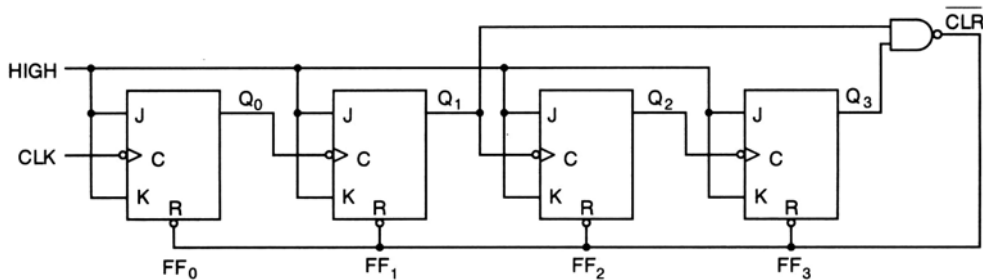 CLR
HIGH
Q0 Q1 Q2 Q3
J J J J
CLK C C C C
K K K K
R R R R
FF0 FF1 FF2 FF3